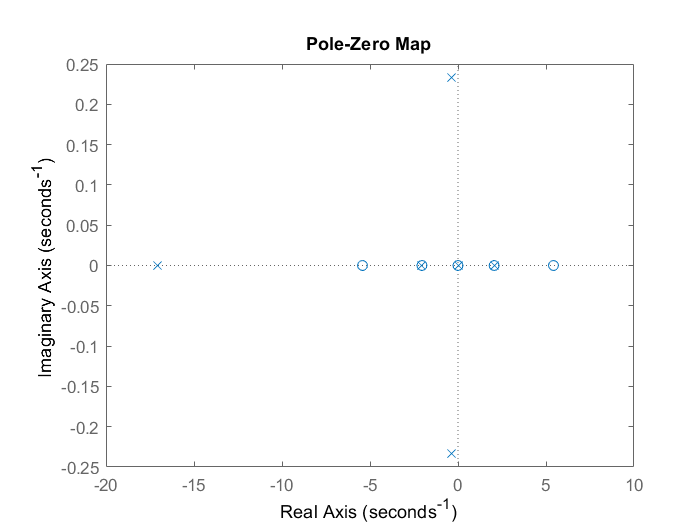 Pole-Zero Map
Imaginary Axis (seconds⁻¹)
0.25
0.2
0.15
0.1
0.05
0
-0.05
-0.1
-0.15
-0.2
-0.25
-20 -15 -10 -5 0 5 10
Real Axis (seconds⁻¹)